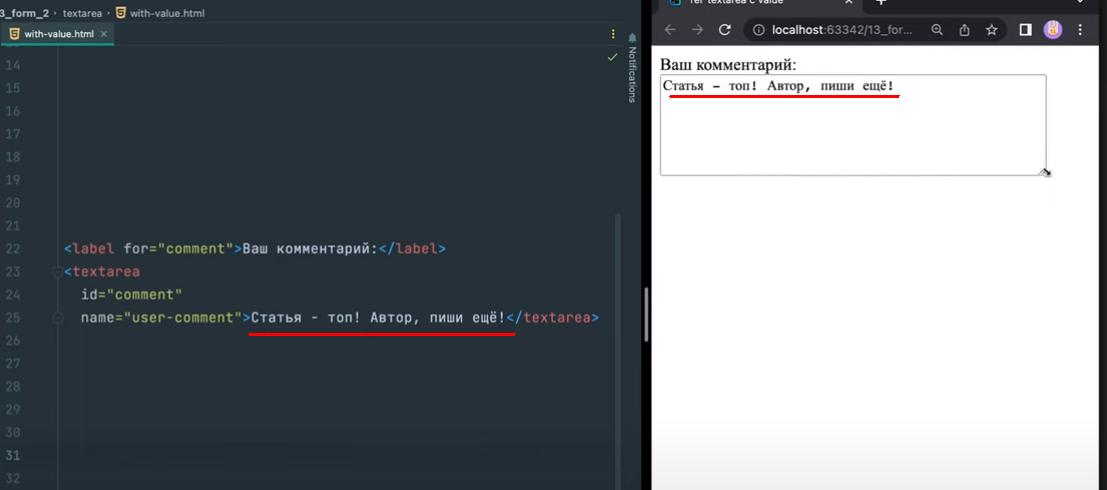 3_form_2 › textarea › with-value.html
with-value.html ×
Notifications
14
15
16
17
18
19
20
21
22 <label for="comment">Ваш комментарий:</label>
23 <textarea
24 id="comment"
25 name="user-comment">Статья - топ! Автор, пиши ещё!</textarea>
26
27
28
29
30
31
32
Тег textarea с value
localhost:63342/13_for...
Ваш комментарий:
Статья - топ! Автор, пиши ещё!